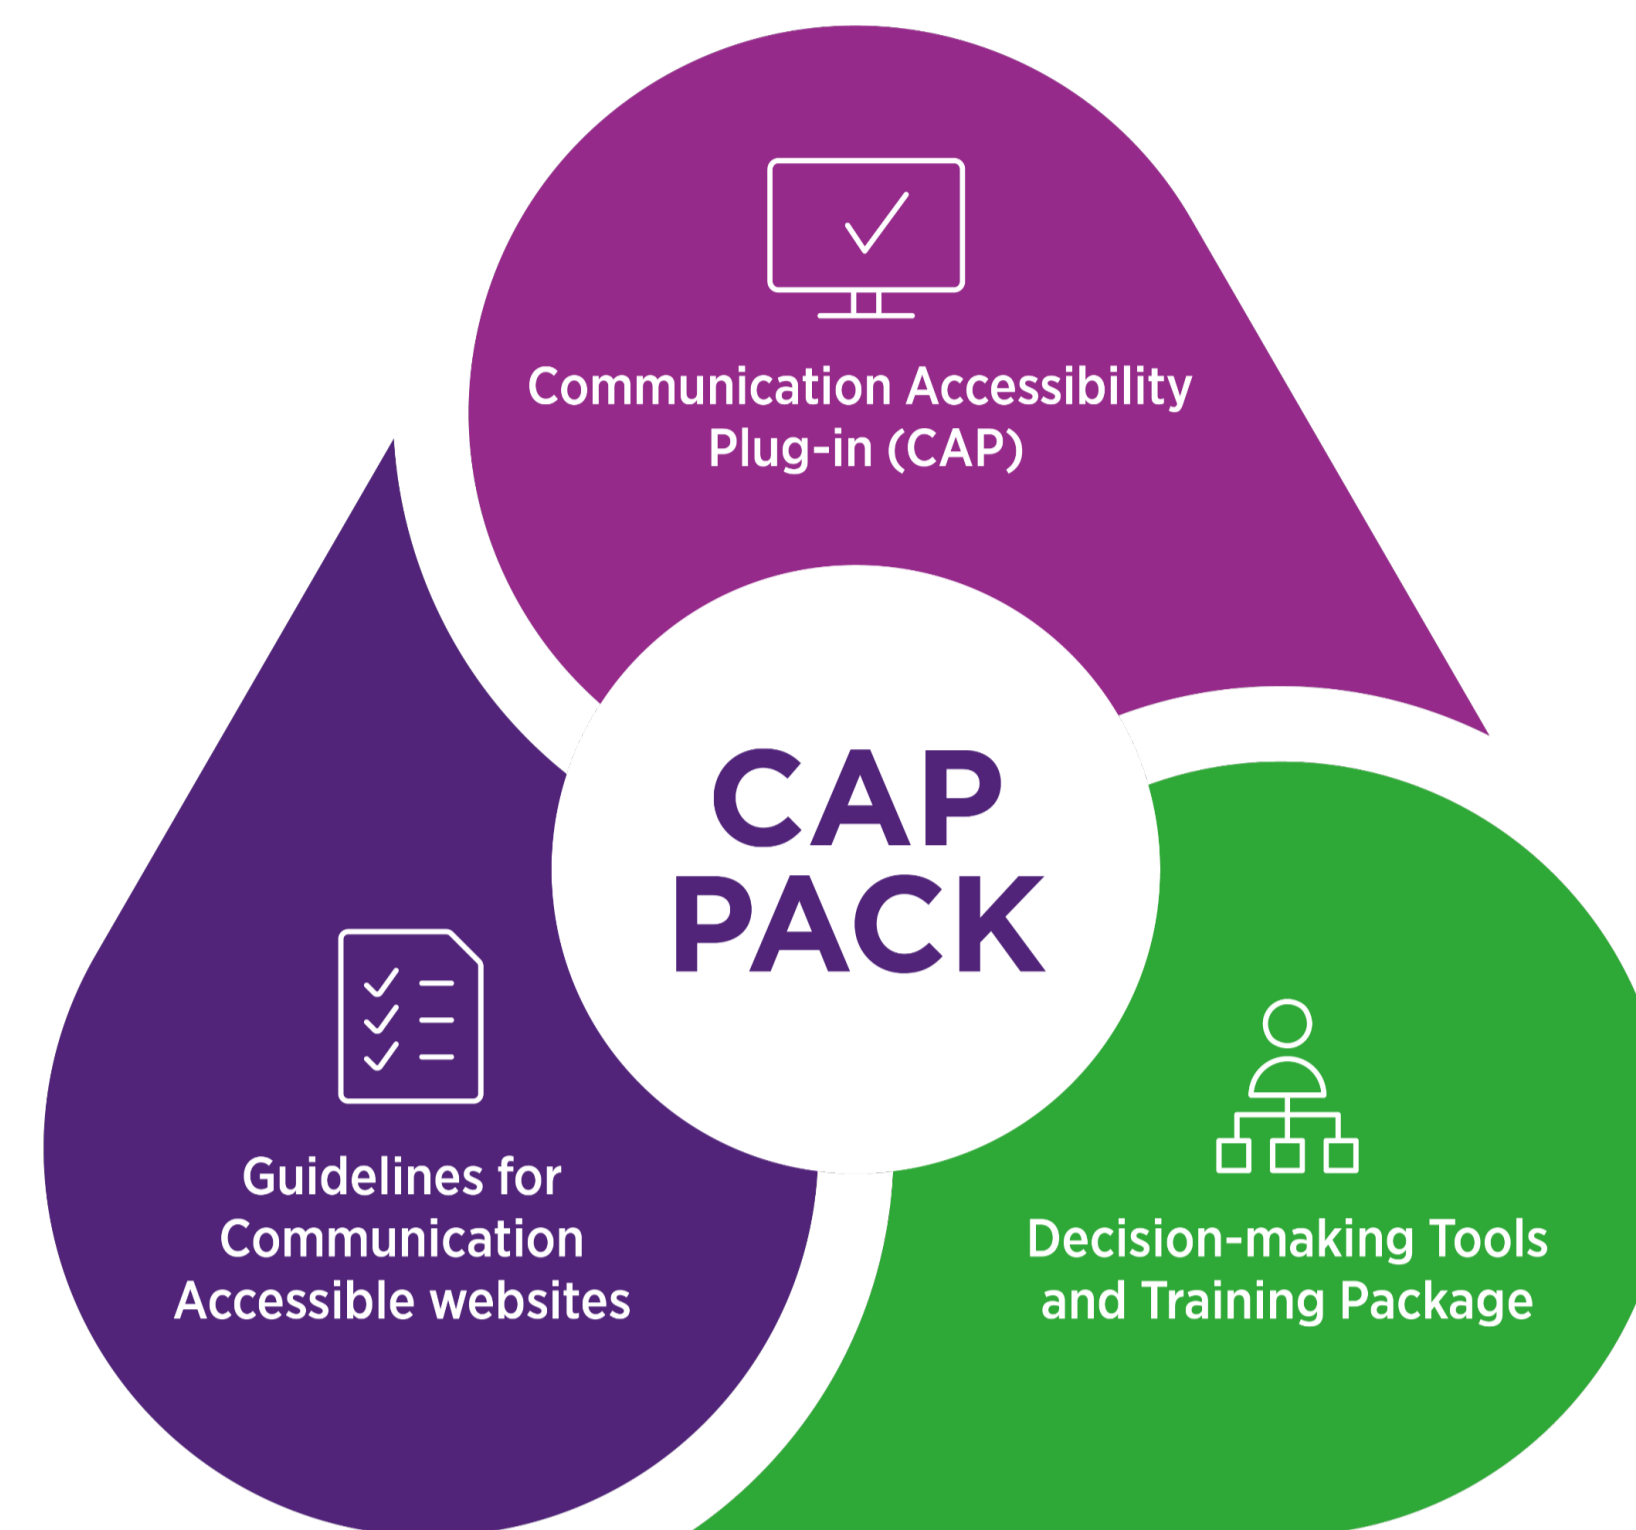 Communication Accessibility
Plug-in (CAP)
CAP
PACK
Guidelines for
Communication
Accessible websites
Decision-making Tools
and Training Package